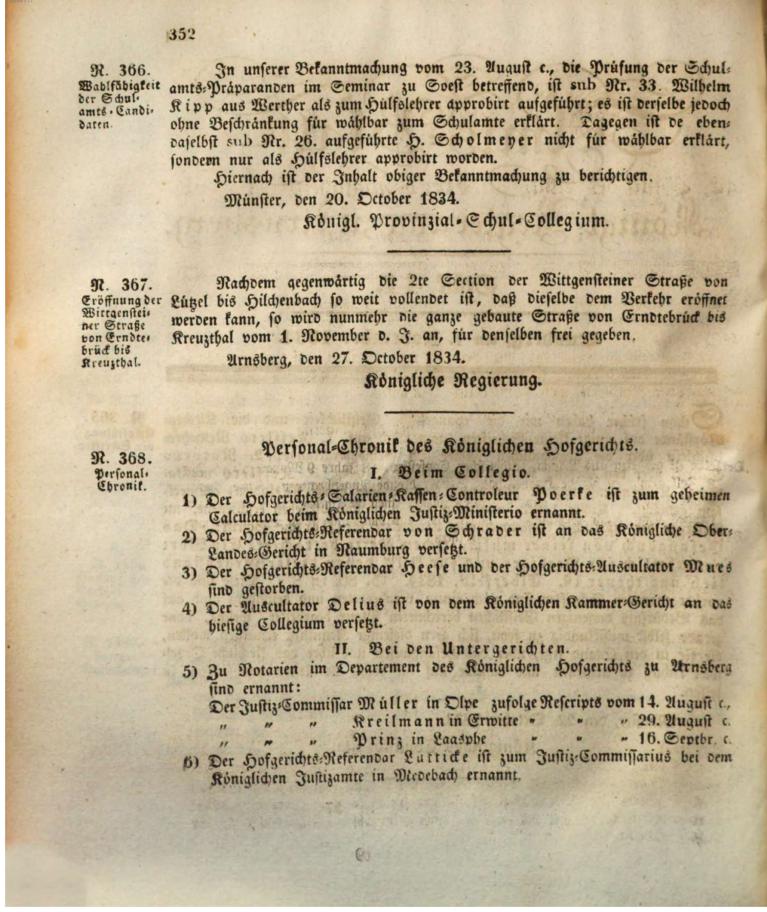 352
N. 366.
Wahlfähigkeit
der Schul-
amts-Candi-
daten.
In unserer Bekanntmachung vom 23. August c., die Prüfung der Schul-
amts-Präparanden im Seminar zu Soest betreffend, ist sub Nr. 33. Wilhelm
Kipp aus Werther als zum Hülfslehrer approbirt aufgeführt; es ist derselbe jedoch
ohne Beschränkung für wählbar zum Schulamte erklärt. Dagegen ist de eben-
daselbst sub Nr. 26. aufgeführte H. Scholmeyer nicht für wählbar erklärt,
sondern nur als Hülfslehrer approbirt worden.
Hiernach ist der Inhalt obiger Bekanntmachung zu berichtigen.
Münster, den 20. October 1834.
Königl. Provinzial-Schul-Collegium.
N. 367.
Eröffnung der
Wittgenstei-
ner Straße
von Erndte-
brück bis
Kreuzthal.
Nachdem gegenwärtig die 2te Section der Wittgensteiner Straße von
Lützel bis Hilchenbach so weit vollendet ist, daß dieselbe dem Verkehr eröffnet
werden kann, so wird nunmehr die ganze gebaute Straße von Erndtebrück bis
Kreuzthal vom 1. November d. J. an, für denselben frei gegeben.
Arnsberg, den 27. October 1834.
Königliche Regierung.
N. 368.
Personal-
Chronik.
Personal-Chronik des Königlichen Hofgerichts.
I. Beim Collegio.
1) Der Hofgerichts-Salarien-Kassen-Controleur Poerke ist zum geheimen
Calculator beim Königlichen Justiz-Ministerio ernannt.
2) Der Hofgerichts-Referendar von Schrader ist an das Königliche Ober-
Landes-Gericht in Naumburg versetzt.
3) Der Hofgerichts-Referendar Heese und der Hofgerichts-Auscultator Mues
sind gestorben.
4) Der Auscultator Delius ist von dem Königlichen Kammer-Gericht an das
hiesige Collegium versetzt.
II. Bei den Untergerichten.
5) Zu Notarien im Departement des Königlichen Hofgerichts zu Arnsberg
sind ernannt:
Der Justiz-Commissar Müller in Olpe zufolge Rescripts vom 14. August c.,
„ „ „ Kreilmann in Erwitte „ „ „ 29. August c.
„ „ „ Prinz in Laasphe „ „ „ 16. Septbr. c.
6) Der Hofgerichts-Referendar Lütticke ist zum Justiz-Commissarius bei dem
Königlichen Justizamte in Medebach ernannt.